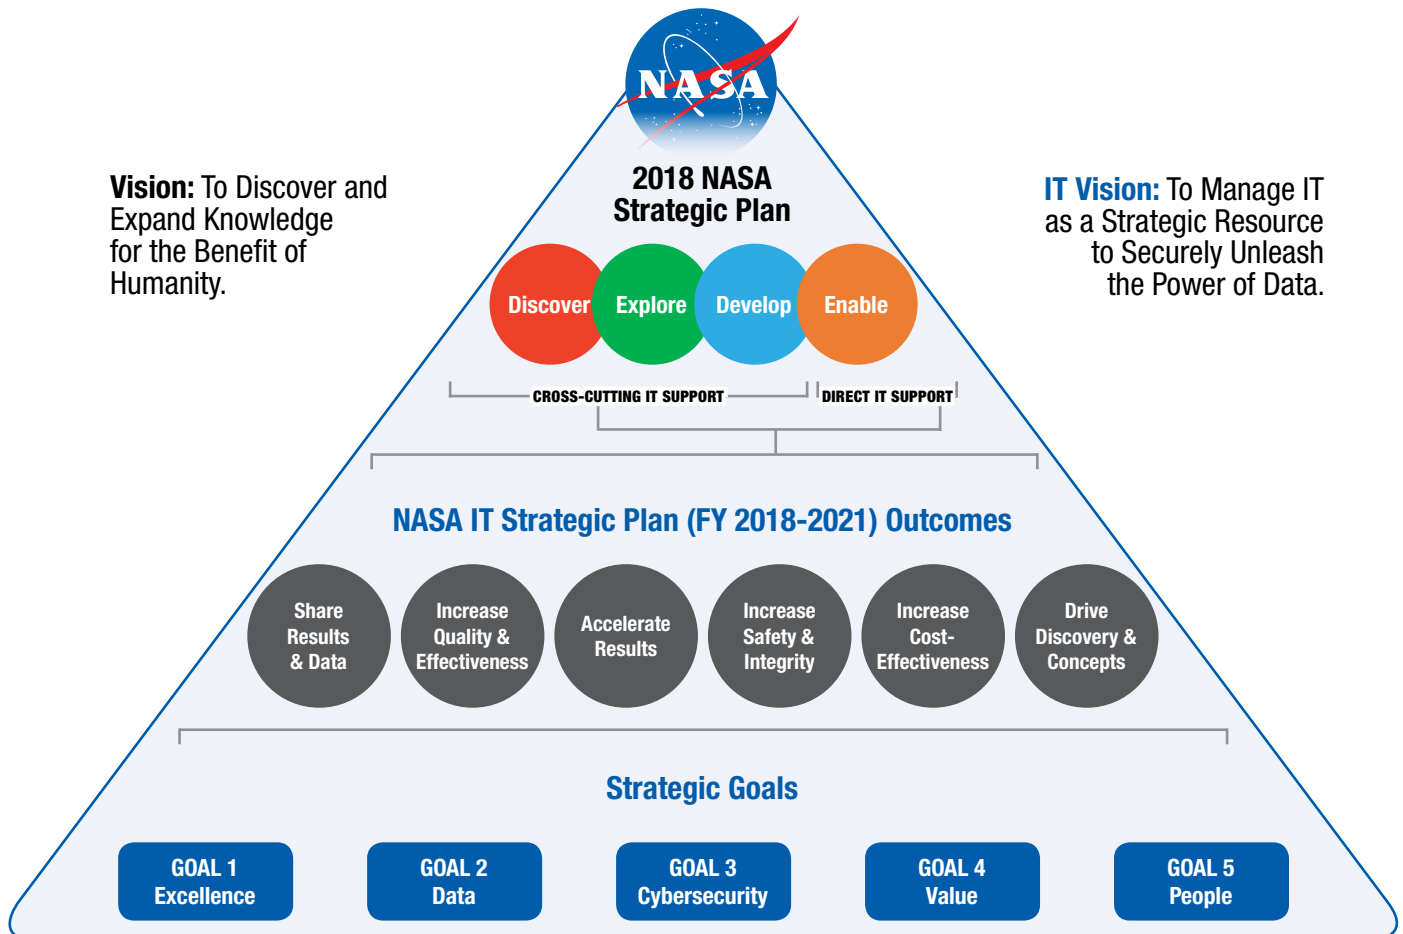 NASA
2018 NASA
Strategic Plan
Vision: To Discover and
Expand Knowledge
for the Benefit of
Humanity.
IT Vision: To Manage IT
as a Strategic Resource
to Securely Unleash
the Power of Data.
Discover
Explore
Develop
Enable
CROSS-CUTTING IT SUPPORT
DIRECT IT SUPPORT
NASA IT Strategic Plan (FY 2018-2021) Outcomes
Share
Results
& Data
Increase
Quality &
Effectiveness
Accelerate
Results
Increase
Safety &
Integrity
Increase
Cost-
Effectiveness
Drive
Discovery &
Concepts
Strategic Goals
GOAL 1
Excellence
GOAL 2
Data
GOAL 3
Cybersecurity
GOAL 4
Value
GOAL 5
People